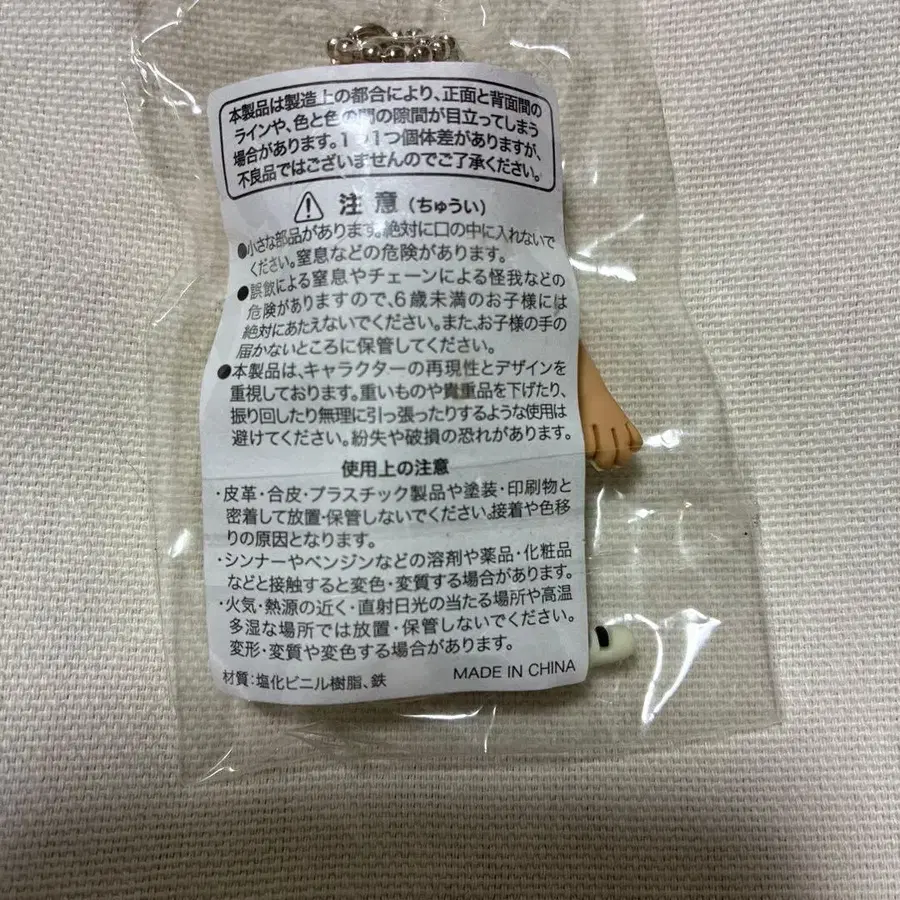 本製品は製造上の都合により、正面と背面間の
ラインや、色と色の間の隙間が目立ってしまう
場合があります。1つ1つ個体差がありますが、
不良品ではございませんのでご了承ください。
注意(ちゅうい)
●小さな部品があります。絶対に口の中に入れないで
ください。窒息などの危険があります。
●誤飲による窒息やチェーンによる怪我などの
危険がありますので、6歳未満のお子様には
絶対にあたえないでください。また、お子様の手の
届かないところに保管してください。
●本製品は、キャラクターの再現性とデザインを
重視しております。重いものや貴重品を下げたり、
振り回したり無理に引っ張ったりするような使用は
避けてください。紛失や破損の恐れがあります。
使用上の注意
・皮革・合皮・プラスチック製品や塗装・印刷物と
密着して放置・保管しないでください。接着や色移
りの原因となります。
・シンナーやベンジンなどの溶剤や薬品・化粧品
などと接触すると変色・変質する場合があります。
・火気・熱源の近く・直射日光の当たる場所や高温
多湿な場所では放置・保管しないでください。
変形・変質や変色する場合があります。
材質:塩化ビニル樹脂、鉄 MADE IN CHINA